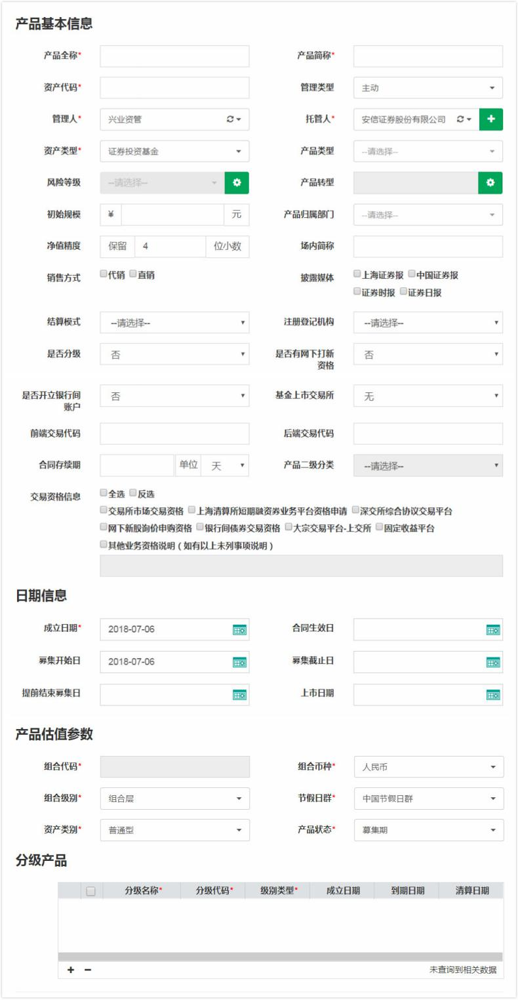 产品基本信息
产品全称* 产品简称*
资产代码* 管理类型 主动
管理人* 兴业资管 托管人* 安信证券股份有限公司
资产类型* 证券投资基金 产品类型 --请选择--
风险等级 --请选择-- 产品转型
初始规模 ¥ 元 产品归属部门 --请选择--
净值精度 保留 4 位小数 场内简称
销售方式 代销 直销 披露媒体 上海证券报 中国证券报
证券时报 证券日报
结算模式 --请选择-- 注册登记机构 --请选择--
是否分级 否 是否有网下打新 否
资格
是否开立银行间 否 基金上市交易所 无
账户
前端交易代码 后端交易代码
合同存续期 单位 天 产品二级分类 --请选择--
交易资格信息 全选 反选
交易所市场交易资格 上海清算所短期融资券业务平台资格申请 深交所综合协议交易平台
网下新股询价申购资格 银行间债券交易资格 大宗交易平台-上交所 固定收益平台
其他业务资格说明(如有以上未列事项说明)
日期信息
成立日期* 2018-07-06 合同生效日
募集开始日 2018-07-06 募集截止日
提前结束募集日 上市日期
产品估值参数
组合代码* 组合币种* 人民币
组合级别* 组合层 节假日群* 中国节假日群
资产类别* 普通型 产品状态* 募集期
分级产品
分级名称* 分级代码* 级别类型* 成立日期 到期日期 清算日期
未查询到相关数据